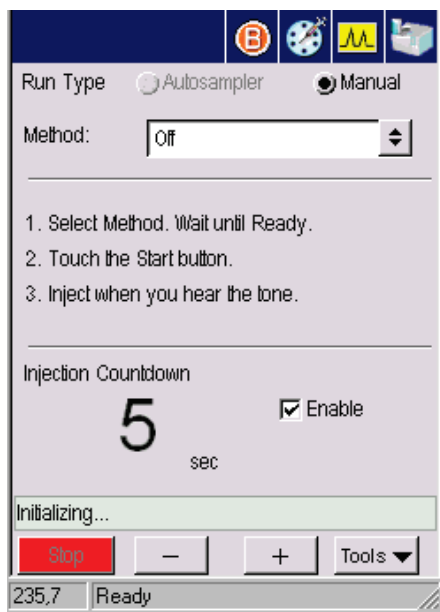 B
Run Type Autosampler Manual
Method: Off
1. Select Method. Wait until Ready.
2. Touch the Start button.
3. Inject when you hear the tone.
Injection Countdown
5 sec
Enable
Initializing...
Stop − + Tools
235,7 Ready